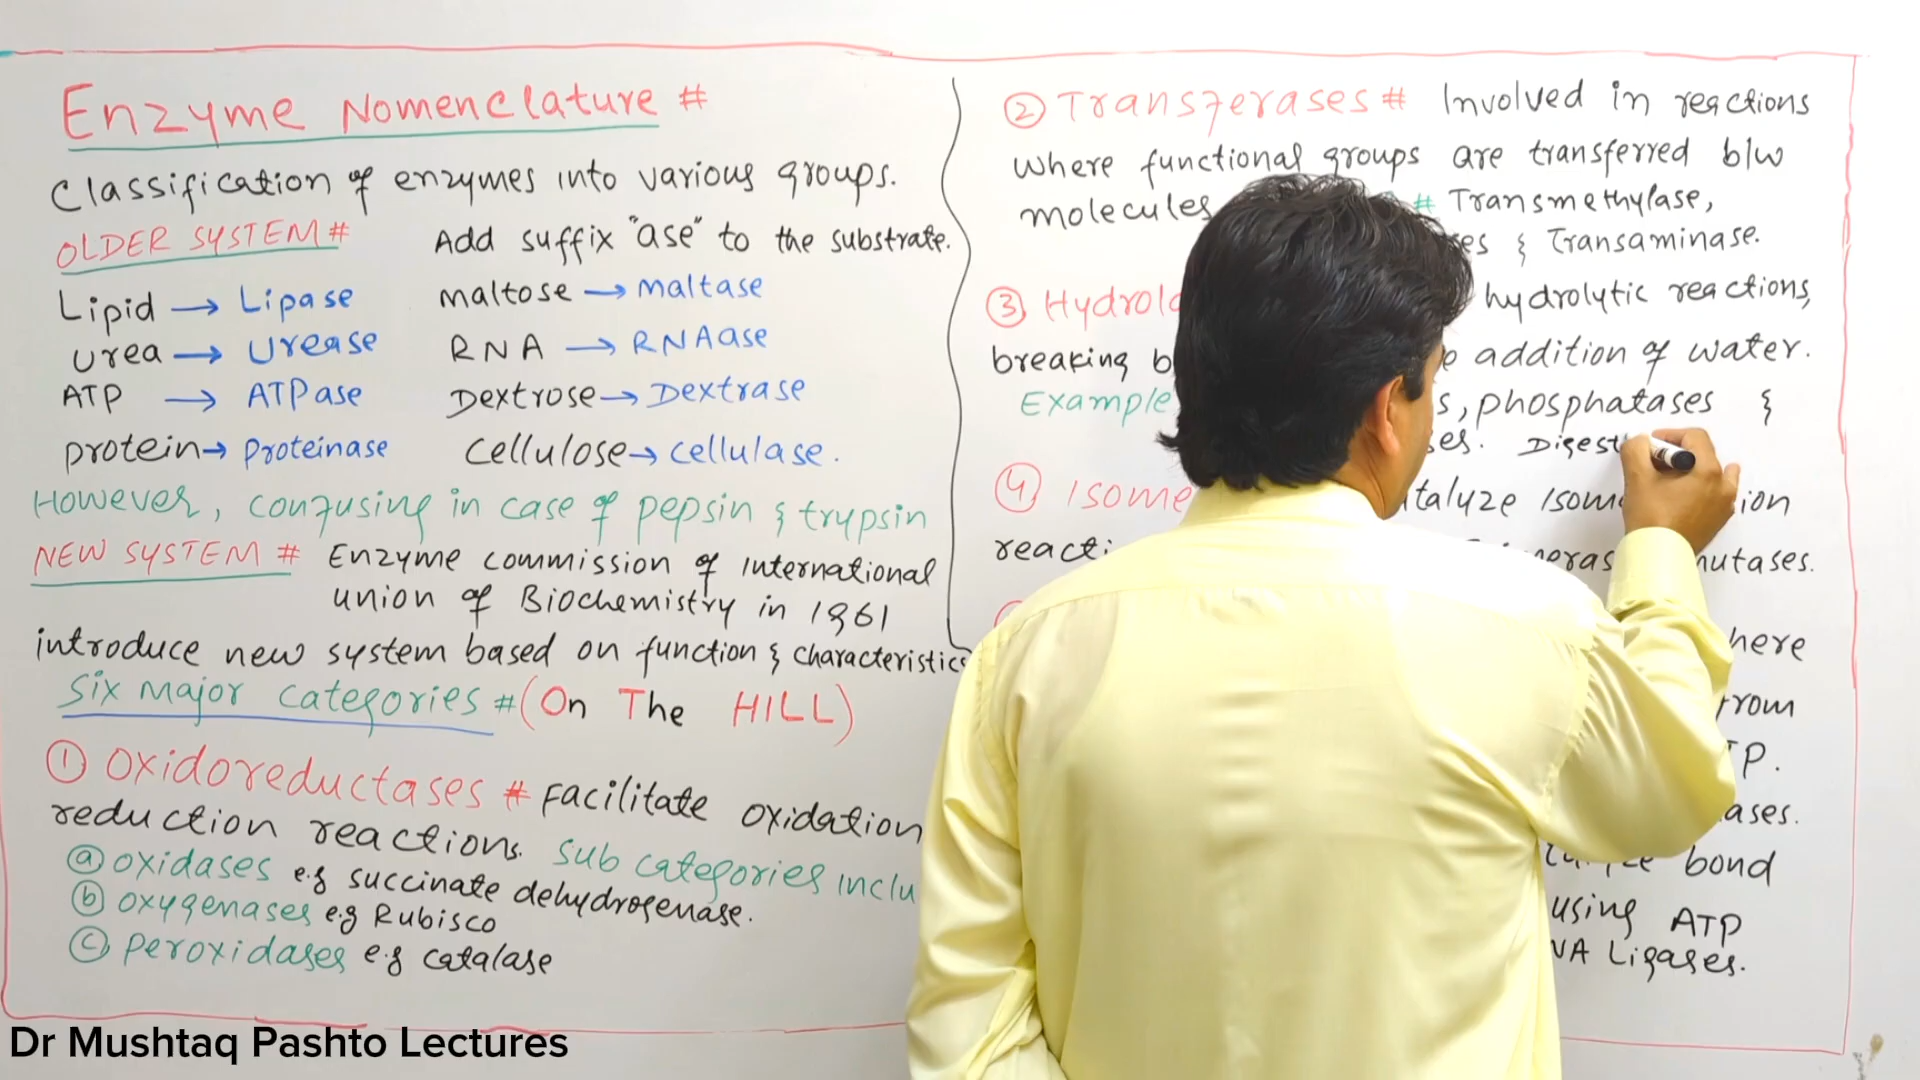 Enzyme Nomenclature #
Classification of enzymes into various groups.
OLDER SYSTEM # Add suffix "ase" to the substrate.
Lipid → Lipase maltose → maltase
Urea → Urease RNA → RNAase
ATP → ATPase Dextrose → Dextrase
protein → Proteinase Cellulose → cellulase.
However, confusing in case of pepsin & trypsin
NEW SYSTEM # Enzyme commission of International
union of Biochemistry in 1961
introduce new system based on function & characteristics
Six major categories # (On The HILL)
① Oxidoreductases # Facilitate oxidation
reduction reactions. Sub categories inclu
ⓐ oxidases e.g succinate dehydrogenase.
ⓑ oxygenases e.g Rubisco
ⓒ peroxidases e.g catalase
② Transferases # Involved in reactions
where functional groups are transferred b/w
molecules # Transmethylase,
es & Transaminase.
③ Hydrol hydrolytic reactions,
breaking b addition of water.
Example s, phosphatases &
es. Digest
④ Isome talyze Isom ion
reacti meras mutases.
here
from
TP.
ases.
bond
using ATP
NA Ligases.
Dr Mushtaq Pashto Lectures